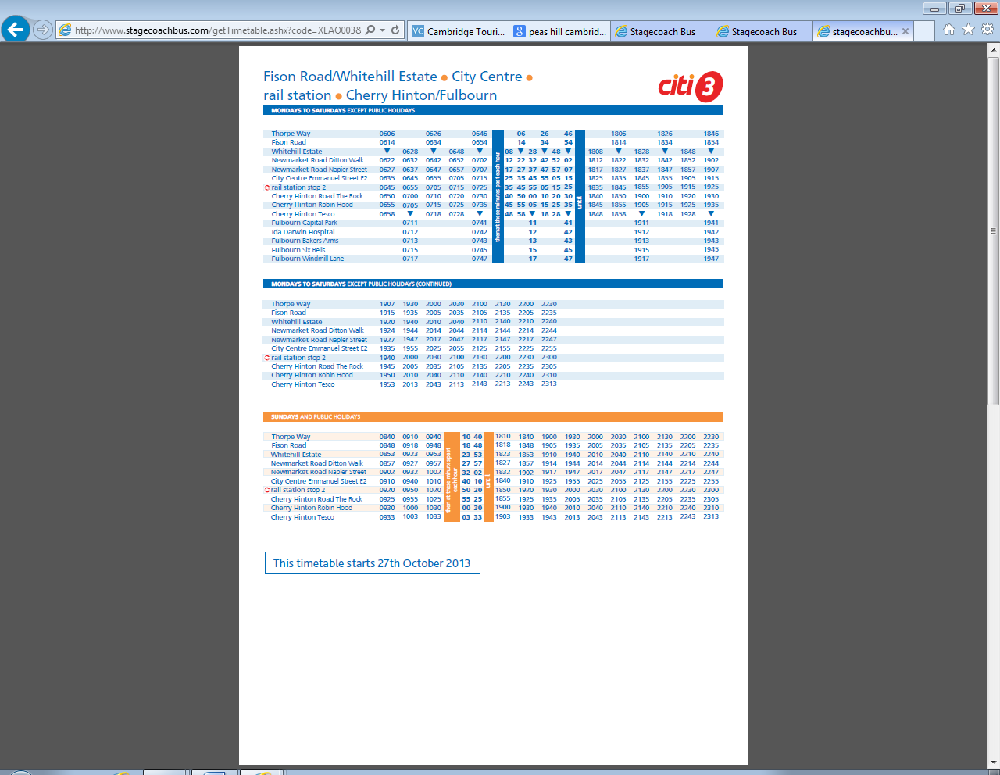 http://www.stagecoachbus.com/getTimetable.ashx?code=XEAO0038
VC Cambridge Touri...
g peas hill cambrid...
Stagecoach Bus
Stagecoach Bus
stagecoachbu...
Fison Road/Whitehill Estate • City Centre •
rail station • Cherry Hinton/Fulbourn
citi 3
MONDAYS TO SATURDAYS EXCEPT PUBLIC HOLIDAYS
Thorpe Way 0606 0626 0646 06 26 46 1806 1826 1846
Fison Road 0614 0634 0654 14 34 54 1814 1834 1854
Whitehill Estate ▼ 0628 ▼ 0648 ▼ 08 ▼ 28 ▼ 48 ▼ 1808 ▼ 1828 ▼ 1848 ▼
Newmarket Road Ditton Walk 0622 0632 0642 0652 0702 12 22 32 42 52 02 1812 1822 1832 1842 1852 1902
Newmarket Road Napier Street 0627 0637 0647 0657 0707 17 27 37 47 57 07 1817 1827 1837 1847 1857 1907
City Centre Emmanuel Street E2 0635 0645 0655 0705 0715 25 35 45 55 05 15 1825 1835 1845 1855 1905 1915
rail station stop 2 0645 0655 0705 0715 0725 35 45 55 05 15 25 1835 1845 1855 1905 1915 1925
Cherry Hinton Road The Rock 0650 0700 0710 0720 0730 40 50 00 10 20 30 1840 1850 1900 1910 1920 1930
Cherry Hinton Robin Hood 0655 0705 0715 0725 0735 45 55 05 15 25 35 1845 1855 1905 1915 1925 1935
Cherry Hinton Tesco 0658 ▼ 0718 0728 ▼ 48 58 ▼ 18 28 ▼ 1848 1858 ▼ 1918 1928 ▼
Fulbourn Capital Park 0711 0741 11 41 1911 1941
Ida Darwin Hospital 0712 0742 12 42 1912 1942
Fulbourn Bakers Arms 0713 0743 13 43 1913 1943
Fulbourn Six Bells 0715 0745 15 45 1915 1945
Fulbourn Windmill Lane 0717 0747 17 47 1917 1947
then at these minutes past each hour
until
MONDAYS TO SATURDAYS EXCEPT PUBLIC HOLIDAYS (CONTINUED)
Thorpe Way 1907 1930 2000 2030 2100 2130 2200 2230
Fison Road 1915 1935 2005 2035 2105 2135 2205 2235
Whitehill Estate 1920 1940 2010 2040 2110 2140 2210 2240
Newmarket Road Ditton Walk 1924 1944 2014 2044 2114 2144 2214 2244
Newmarket Road Napier Street 1927 1947 2017 2047 2117 2147 2217 2247
City Centre Emmanuel Street E2 1935 1955 2025 2055 2125 2155 2225 2255
rail station stop 2 1940 2000 2030 2100 2130 2200 2230 2300
Cherry Hinton Road The Rock 1945 2005 2035 2105 2135 2205 2235 2305
Cherry Hinton Robin Hood 1950 2010 2040 2110 2140 2210 2240 2310
Cherry Hinton Tesco 1953 2013 2043 2113 2143 2213 2243 2313
SUNDAYS AND PUBLIC HOLIDAYS
Thorpe Way 0840 0910 0940 10 40 1810 1840 1900 1930 2000 2030 2100 2130 2200 2230
Fison Road 0848 0918 0948 18 48 1818 1848 1905 1935 2005 2035 2105 2135 2205 2235
Whitehill Estate 0853 0923 0953 23 53 1823 1853 1910 1940 2010 2040 2110 2140 2210 2240
Newmarket Road Ditton Walk 0857 0927 0957 27 57 1827 1857 1914 1944 2014 2044 2114 2144 2214 2244
Newmarket Road Napier Street 0902 0932 1002 32 02 1832 1902 1917 1947 2017 2047 2117 2147 2217 2247
City Centre Emmanuel Street E2 0910 0940 1010 40 10 1840 1910 1925 1955 2025 2055 2125 2155 2225 2255
rail station stop 2 0920 0950 1020 50 20 1850 1920 1930 2000 2030 2100 2130 2200 2230 2300
Cherry Hinton Road The Rock 0925 0955 1025 55 25 1855 1925 1935 2005 2035 2105 2135 2205 2235 2305
Cherry Hinton Robin Hood 0930 1000 1030 00 30 1900 1930 1940 2010 2040 2110 2140 2210 2240 2310
Cherry Hinton Tesco 0933 1003 1033 03 33 1903 1933 1943 2013 2043 2113 2143 2213 2243 2313
then at these minutes past
each hour
until
This timetable starts 27th October 2013